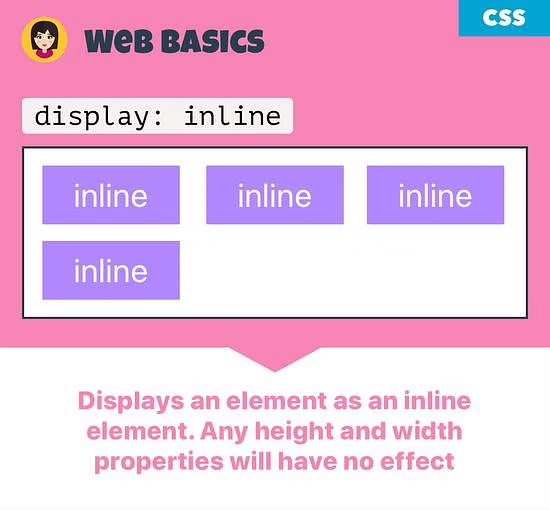 CSS
WeB BASICS
display: inline
inline inline inline
inline
Displays an element as an inline
element. Any height and width
properties will have no effect